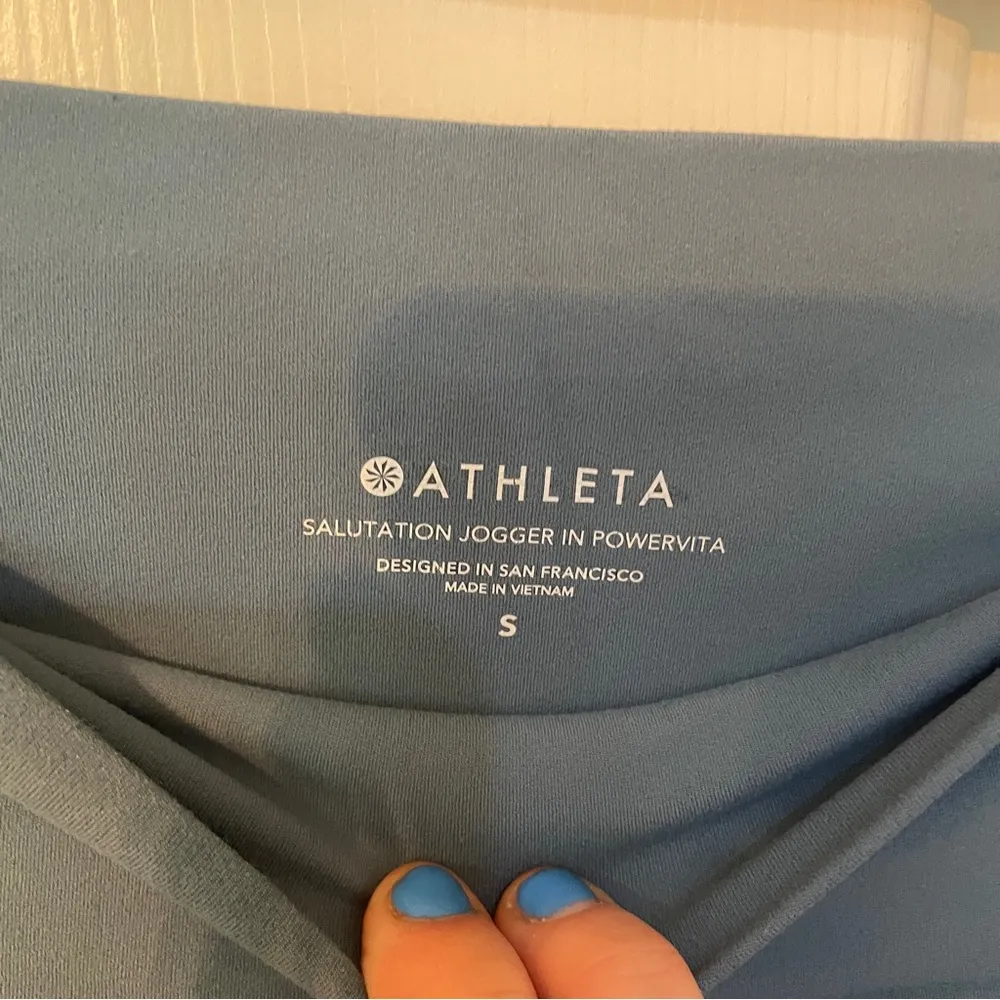 ATHLETA
SALUTATION JOGGER IN POWERVITA
DESIGNED IN SAN FRANCISCO
MADE IN VIETNAM
S